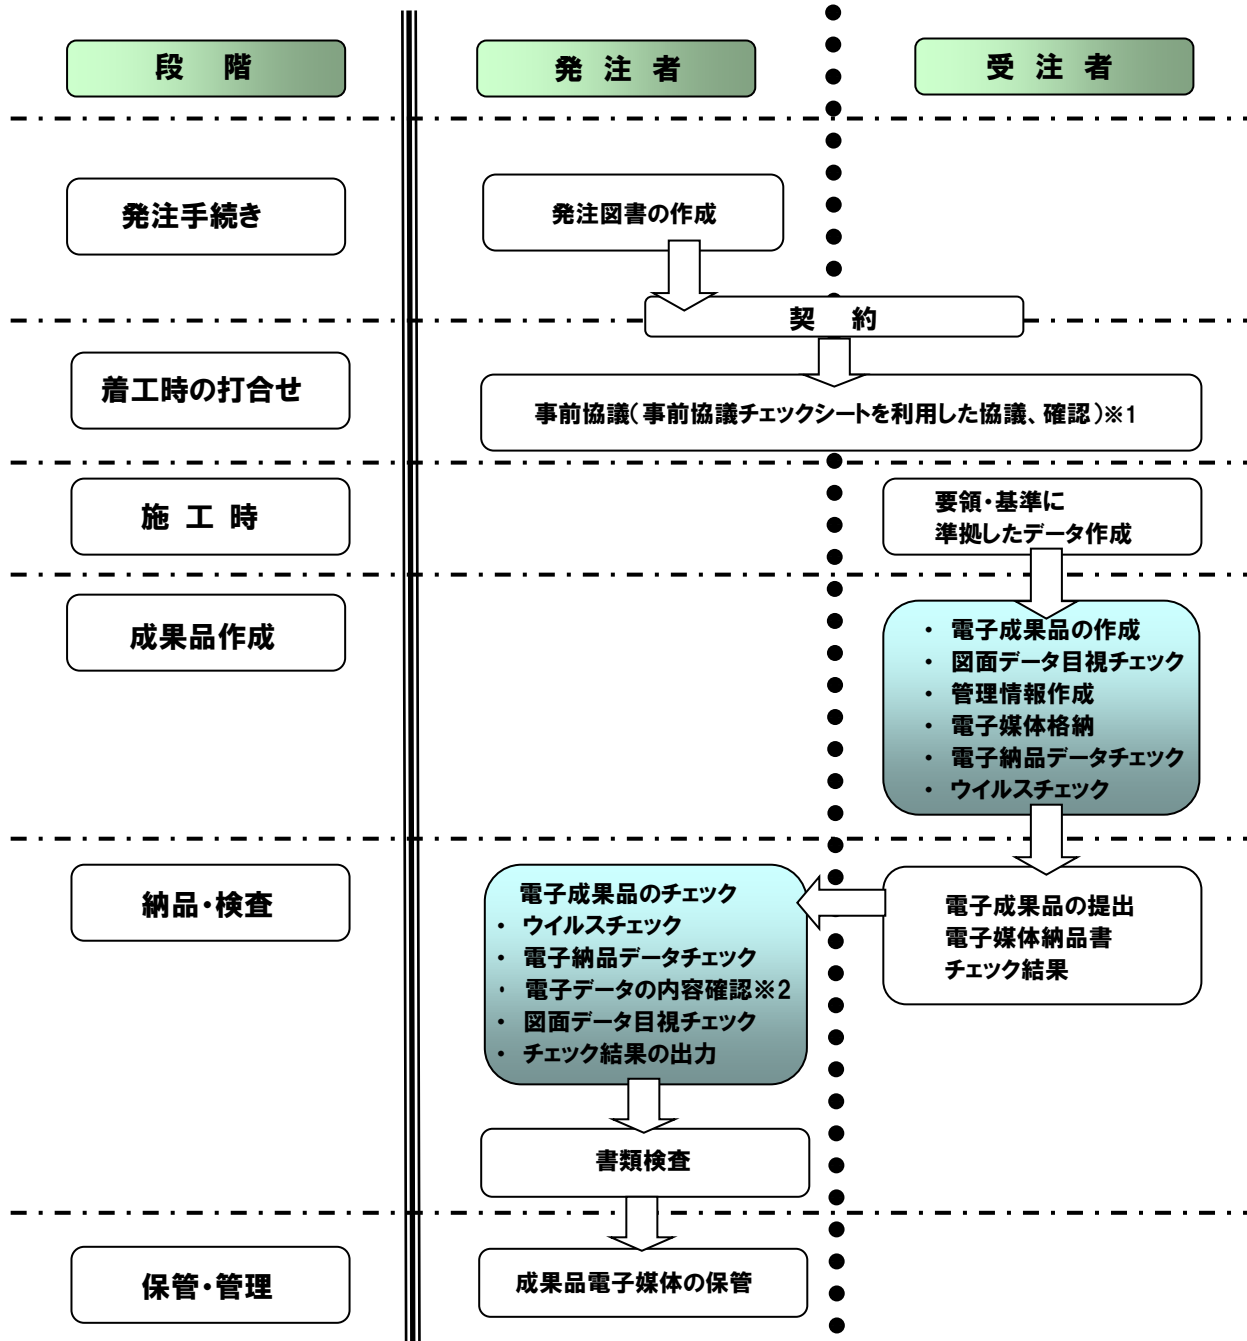 段　階
発 注 者
受 注 者
発注手続き
発注図書の作成
契　約
着工時の打合せ
事前協議（事前協議チェックシートを利用した協議、確認）※1
施 工 時
要領・基準に
準拠したデータ作成
成果品作成
・ 電子成果品の作成
・ 図面データ目視チェック
・ 管理情報作成
・ 電子媒体格納
・ 電子納品データチェック
・ ウイルスチェック
納品・検査
電子成果品のチェック
・ ウイルスチェック
・ 電子納品データチェック
・ 電子データの内容確認※2
・ 図面データ目視チェック
・ チェック結果の出力
電子成果品の提出
電子媒体納品書
チェック結果
書類検査
保管・管理
成果品電子媒体の保管